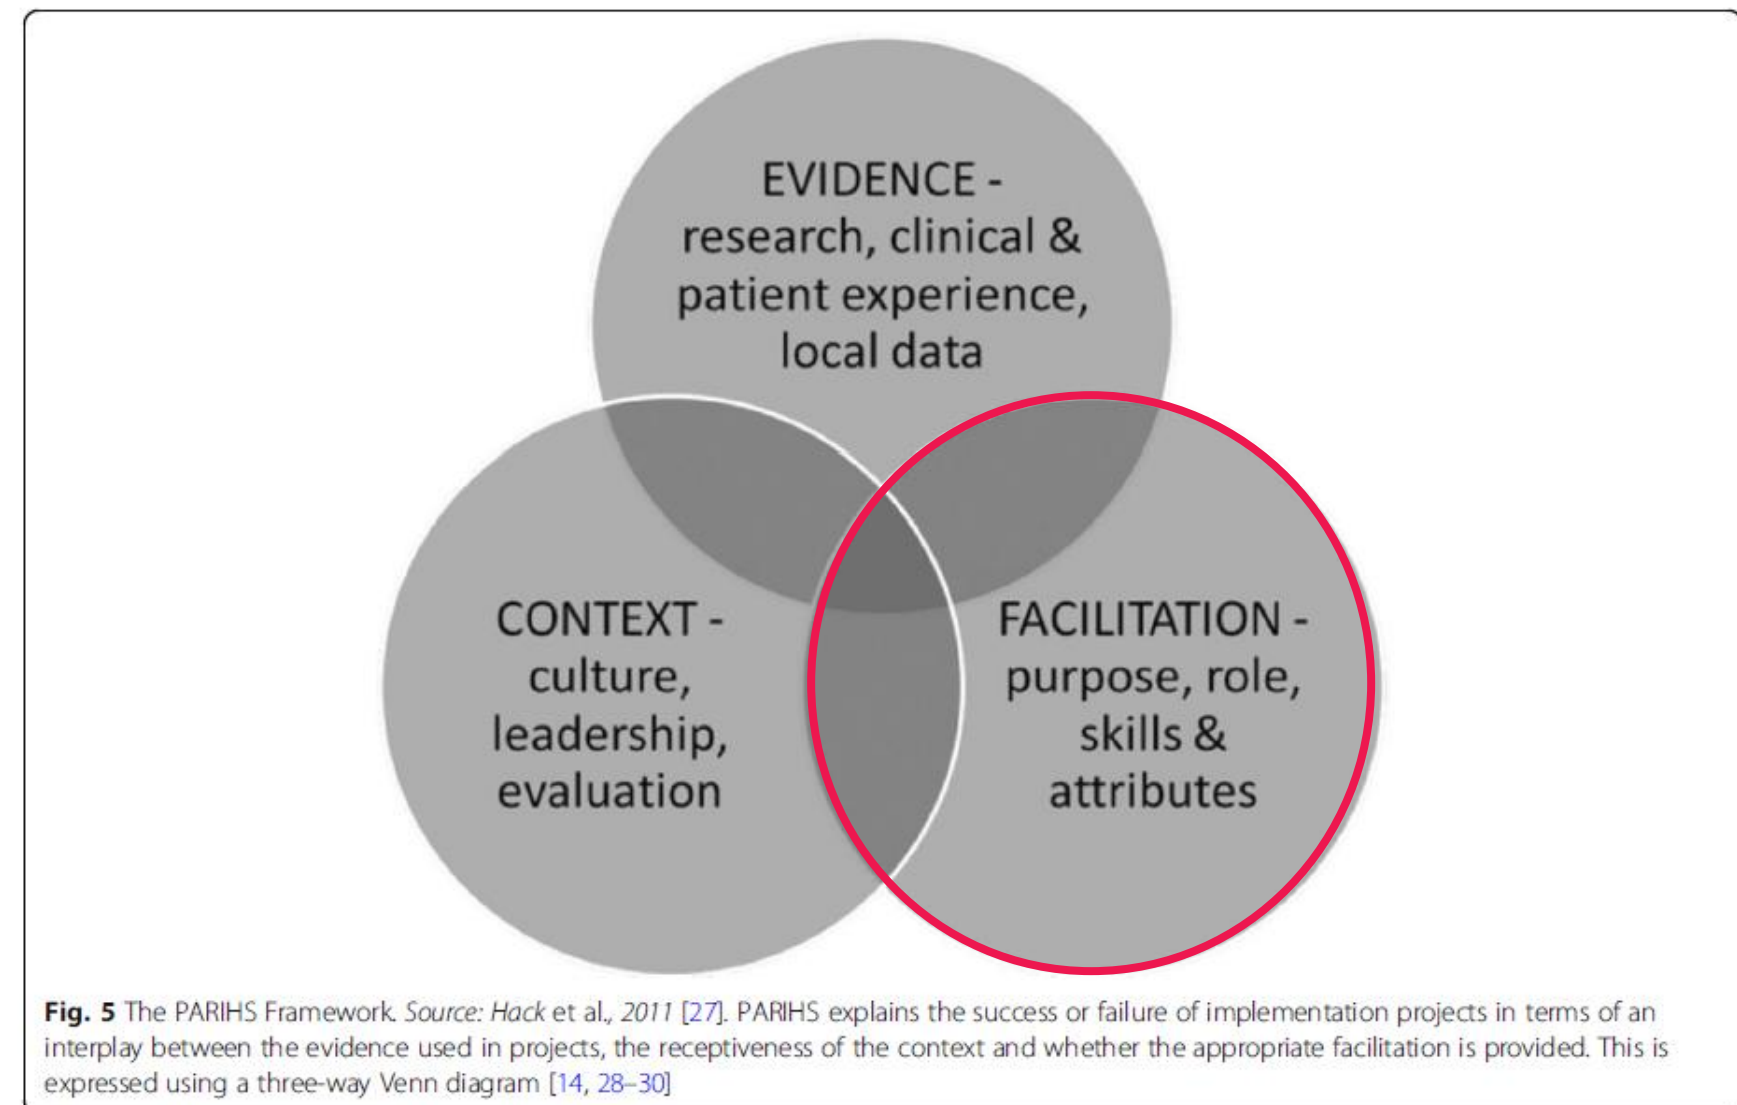 EVIDENCE -
research, clinical &
patient experience,
local data
CONTEXT -
culture,
leadership,
evaluation
FACILITATION -
purpose, role,
skills &
attributes
Fig. 5 The PARIHS Framework. Source: Hack et al., 2011 [27]. PARIHS explains the success or failure of implementation projects in terms of an
interplay between the evidence used in projects, the receptiveness of the context and whether the appropriate facilitation is provided. This is
expressed using a three-way Venn diagram [14, 28–30]